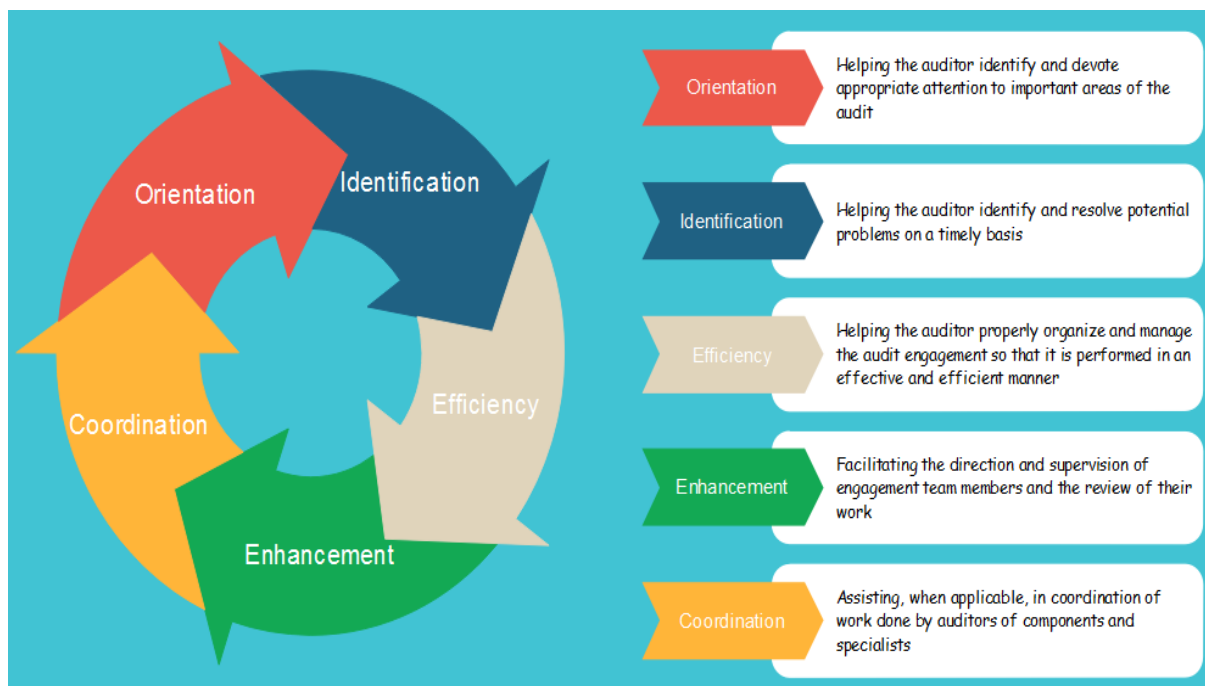 Orientation
Identification
Efficiency
Enhancement
Coordination
Orientation
Helping the auditor identify and devote
appropriate attention to important areas of the
audit
Identification
Helping the auditor identify and resolve potential
problems on a timely basis
Efficiency
Helping the auditor properly organize and manage
the audit engagement so that it is performed in an
effective and efficient manner
Enhancement
Facilitating the direction and supervision of
engagement team members and the review of their
work
Coordination
Assisting, when applicable, in coordination of
work done by auditors of components and
specialists